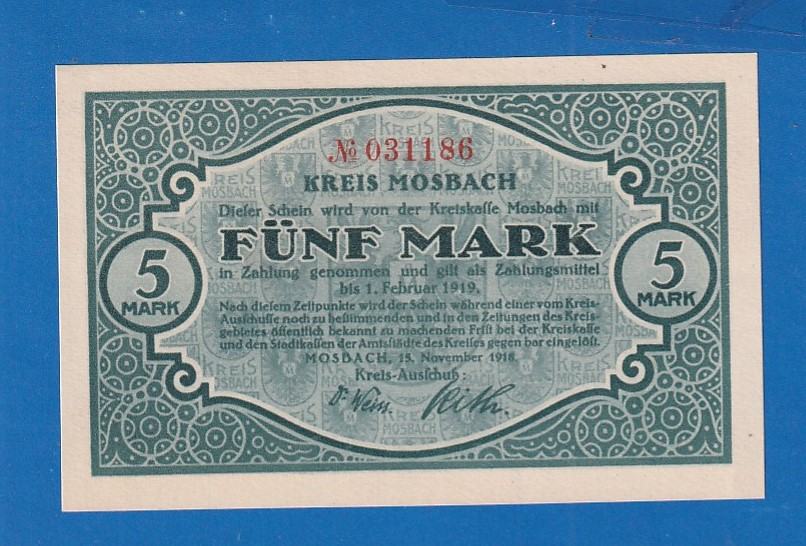 № 031186
KREIS MOSBACH
Dieſer Schein wird von der Kreiskaſſe Mosbach mit
FÜNF MARK
in Zahlung genommen und gilt als Zahlungsmittel
bis 1. Februar 1919.
Nach dieſem Zeitpunkte wird der Schein während einer vom Kreis-
Ausſchuſſe noch zu beſtimmenden und in den Zeitungen des Kreis-
gebietes öffentlich bekannt zu machenden Friſt bei der Kreiskaſſe
und den Stadtkaſſen der Amtsſtädte des Kreiſes gegen bar eingelöſt.
MOSBACH, 15. November 1918.
Kreis-Ausſchuß:
5
MARK
5
MARK
KREIS
MOSBACH